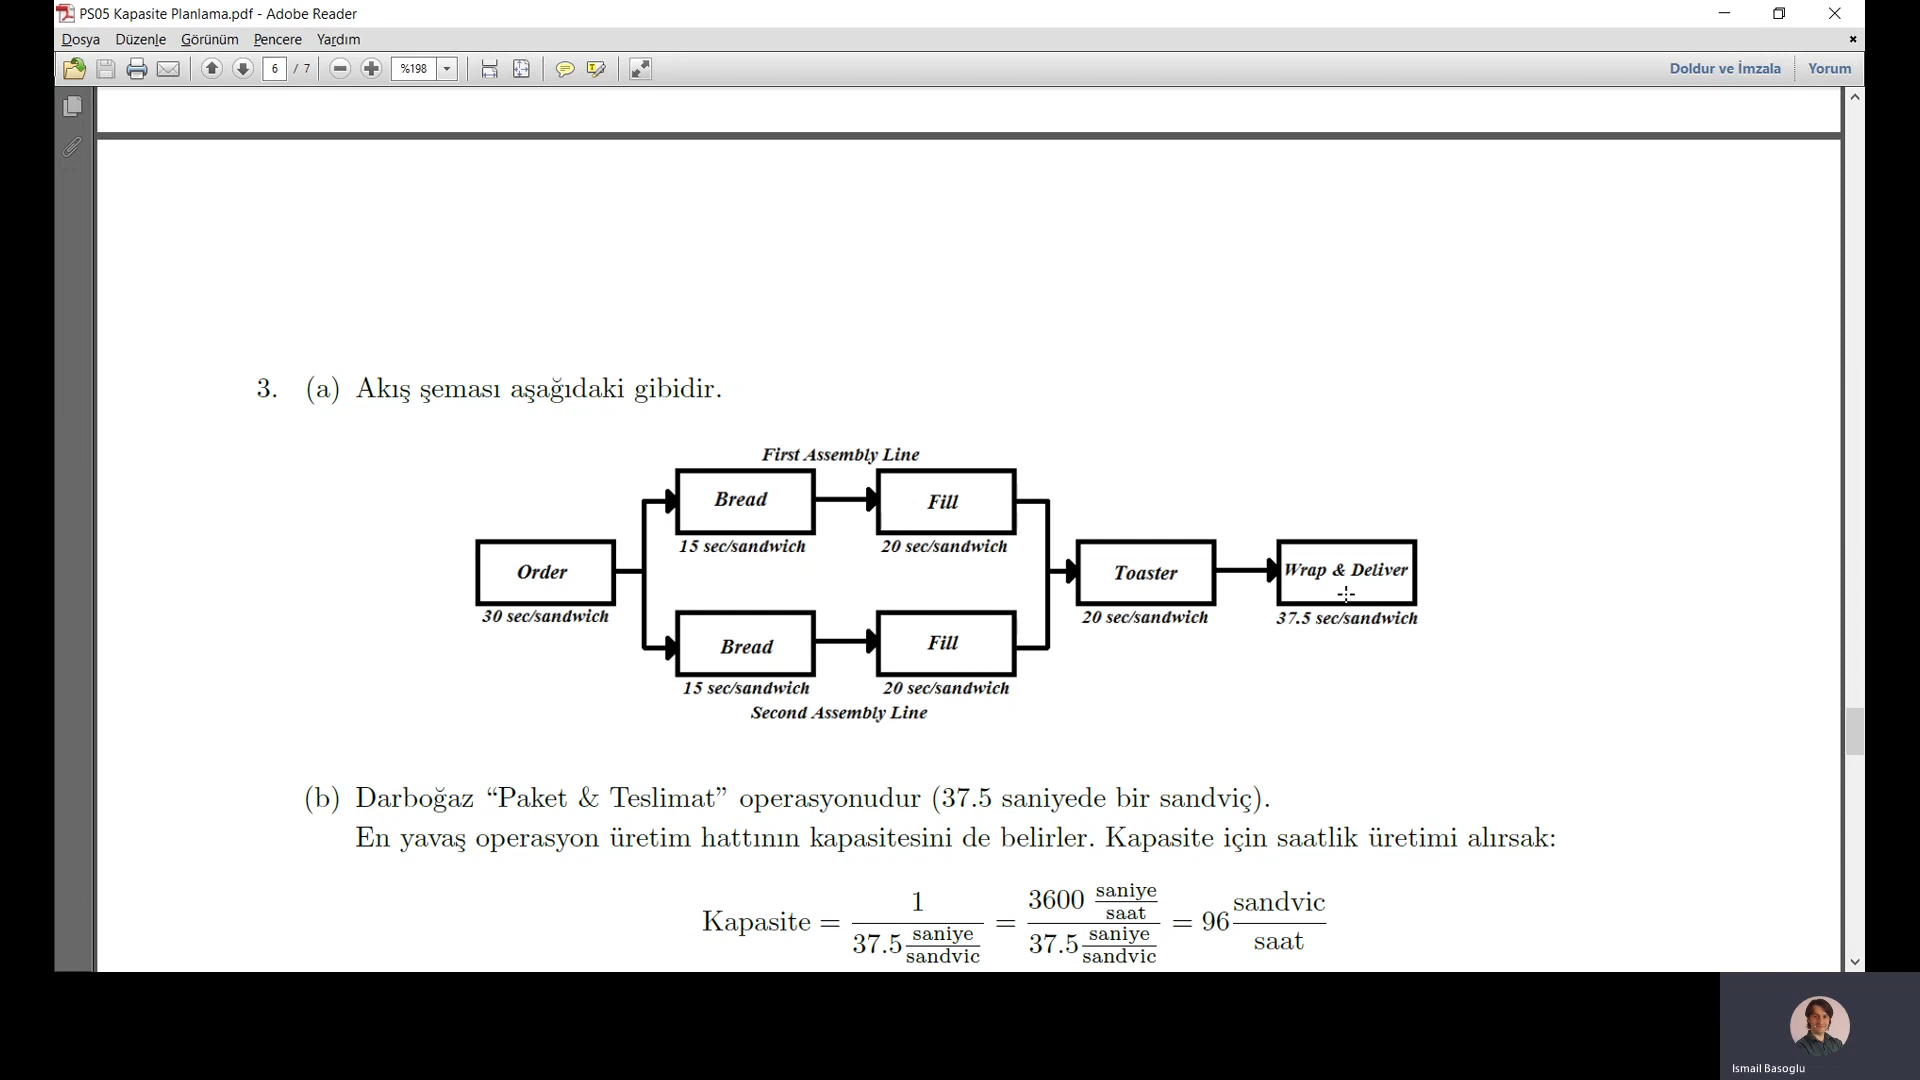 PS05 Kapasite Planlama.pdf - Adobe Reader
Dosya Düzenle Görünüm Pencere Yardım
6 / 7 %198 Doldur ve İmzala Yorum
3. (a) Akış şeması aşağıdaki gibidir.
First Assembly Line
Bread Fill
15 sec/sandwich 20 sec/sandwich
Order Toaster Wrap & Deliver
30 sec/sandwich 20 sec/sandwich 37.5 sec/sandwich
Bread Fill
15 sec/sandwich 20 sec/sandwich
Second Assembly Line
(b) Darboğaz “Paket & Teslimat” operasyonudur (37.5 saniyede bir sandviç).
En yavaş operasyon üretim hattının kapasitesini de belirler. Kapasite için saatlik üretimi alırsak:
Kapasite = 1 / 37.5 saniye/sandvic = 3600 saniye/saat / 37.5 saniye/sandvic = 96 sandvic/saat
Ismail Basoglu